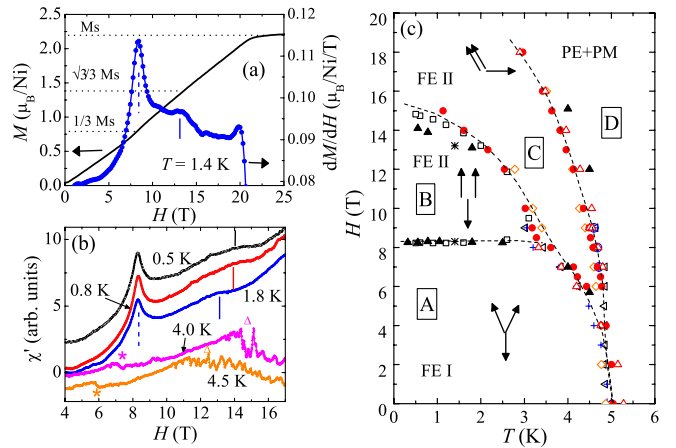 (a)
Ms
√3/3 Ms
1/3 Ms
T = 1.4 K
M (μB/Ni)
2.5
2.0
1.5
1.0
0.5
0.0
dM/dH (μB/Ni/T)
0.11
0.10
0.09
0.08
0 5 10 15 20 25
H (T)
(b)
0.5 K
0.8 K
1.8 K
4.0 K
4.5 K
χ' (arb. units)
5
0
4 6 8 10 12 14 16
H (T)
(c)
PE+PM
FE II
FE II
A
B
C
D
FE I
H (T)
18
16
14
12
10
8
6
4
2
0
0 1 2 3 4 5 6
T (K)